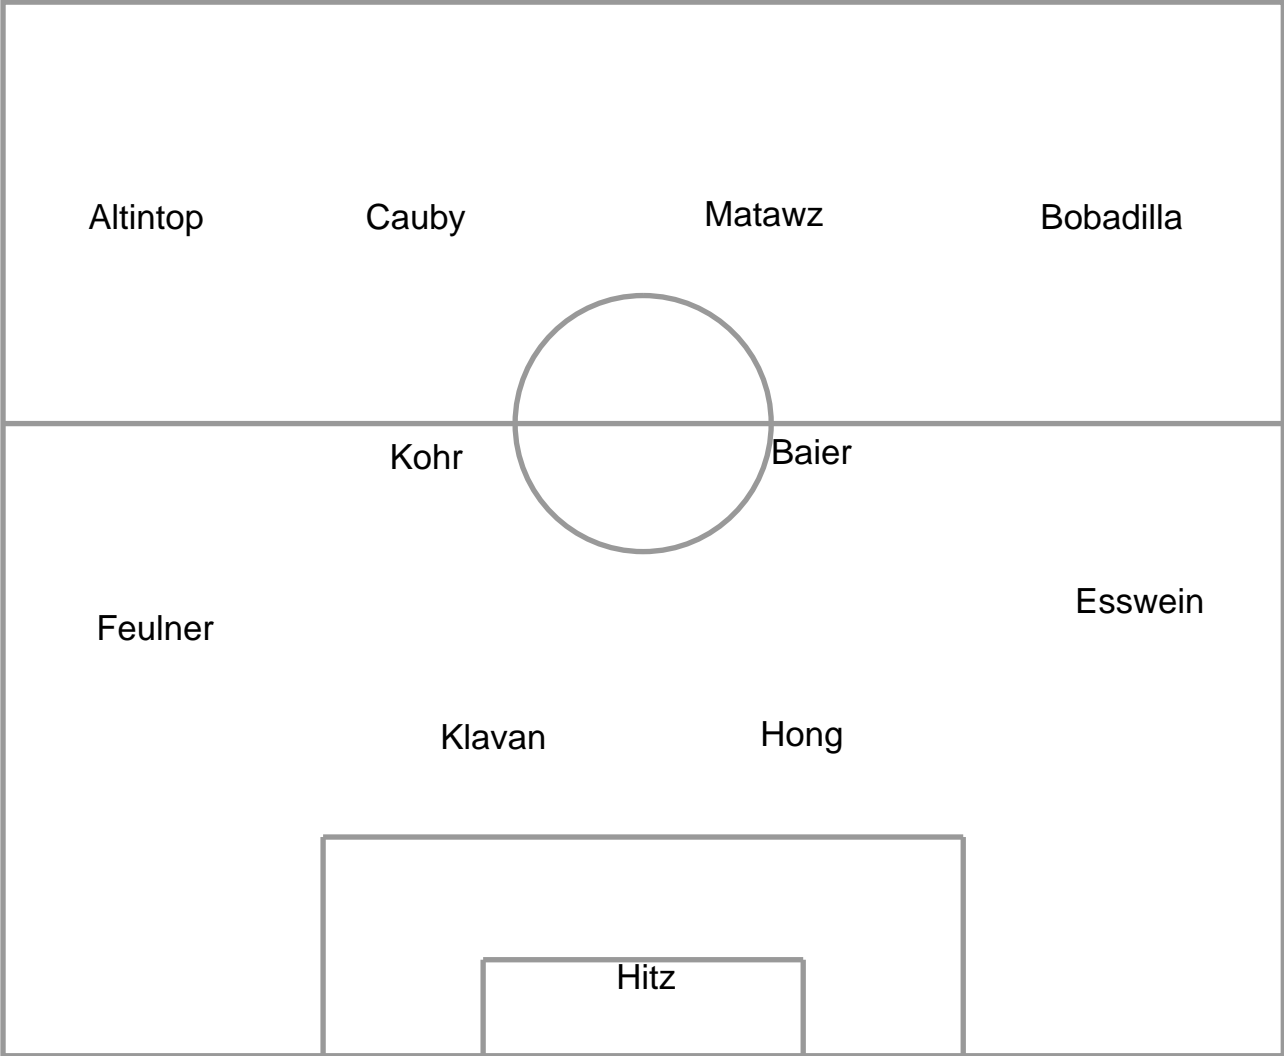 Altintop
Cauby
Matawz
Bobadilla
Kohr
Baier
Feulner
Esswein
Klavan
Hong
Hitz